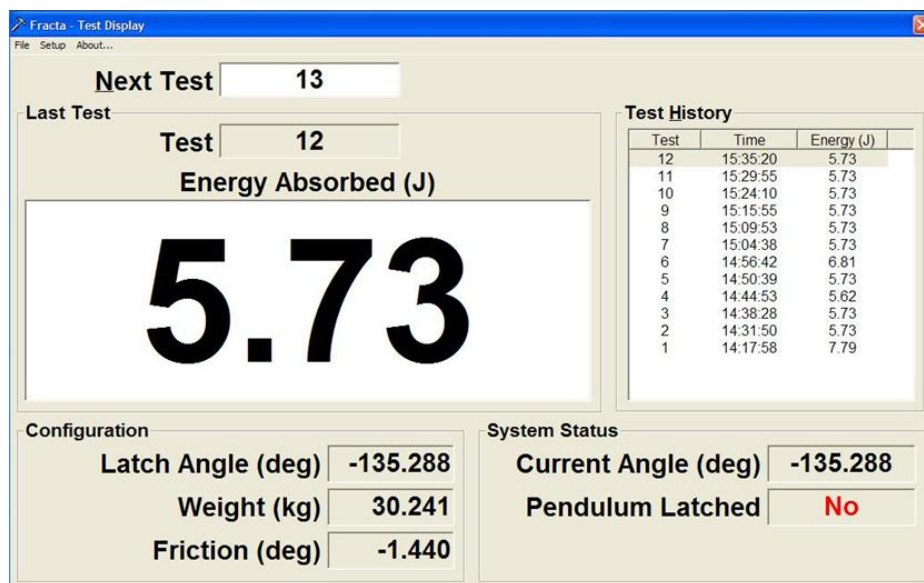 Fracta - Test Display
File Setup About...
Next Test 13
Last Test
Test 12
Energy Absorbed (J)
5.73
Test History
Test Time Energy (J)
12 15:35:20 5.73
11 15:29:55 5.73
10 15:24:10 5.73
9 15:15:55 5.73
8 15:09:53 5.73
7 15:04:38 5.73
6 14:56:42 6.81
5 14:50:39 5.73
4 14:44:53 5.62
3 14:38:28 5.73
2 14:31:50 5.73
1 14:17:58 7.79
Configuration
Latch Angle (deg) -135.288
Weight (kg) 30.241
Friction (deg) -1.440
System Status
Current Angle (deg) -135.288
Pendulum Latched No